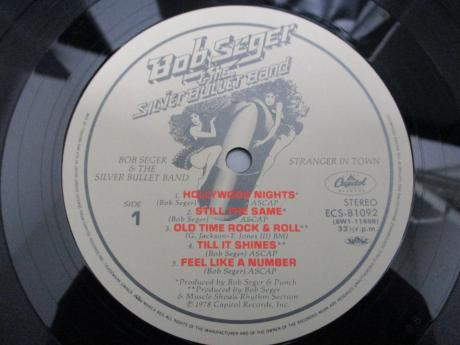 Bob Seger
& the
Silver Bullet Band
BOB SEGER
& THE
SILVER BULLET BAND
STRANGER IN TOWN
Capitol
RECORDS
SIDE
1
STEREO
ECS-81092
(SW1-11698)
33⅓r.p.m.
1. HOLLYWOOD NIGHTS*
(Bob Seger) ASCAP
2. STILL THE SAME*
(Bob Seger) ASCAP
3. OLD TIME ROCK & ROLL**
(G. Jackson-T. Jones III) BMI
4. TILL IT SHINES**
(Bob Seger) ASCAP
5. FEEL LIKE A NUMBER
(Bob Seger) ASCAP
*Produced by Bob Seger & Punch
**Produced by Bob Seger
& Muscle Shoals Rhythm Section
℗1978 Capitol Records, Inc.